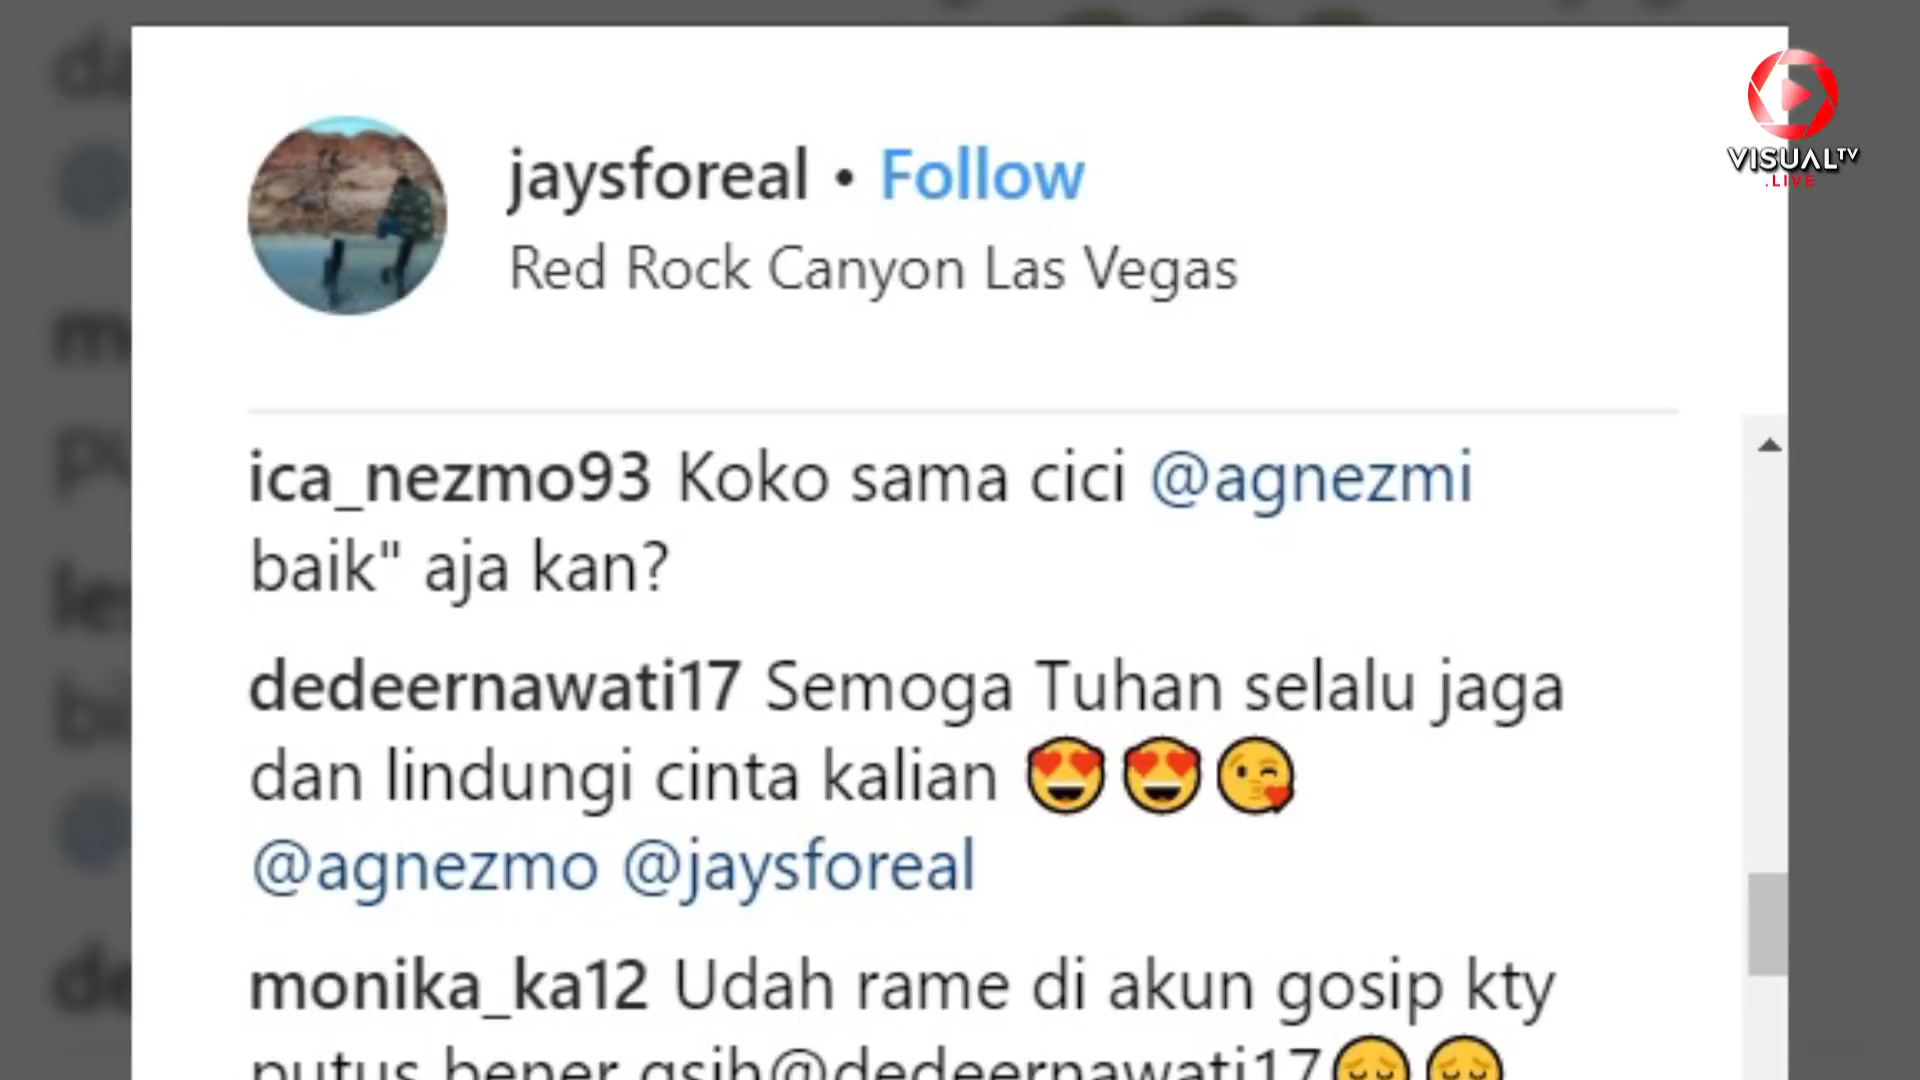 VISUALTV
.LIVE
jaysforeal • Follow
Red Rock Canyon Las Vegas
ica_nezmo93 Koko sama cici @agnezmi
baik" aja kan?
dedeernawati17 Semoga Tuhan selalu jaga
dan lindungi cinta kalian 😍😍😘
@agnezmo @jaysforeal
monika_ka12 Udah rame di akun gosip kty
putus bener gsih@dedeernawati17😔😔